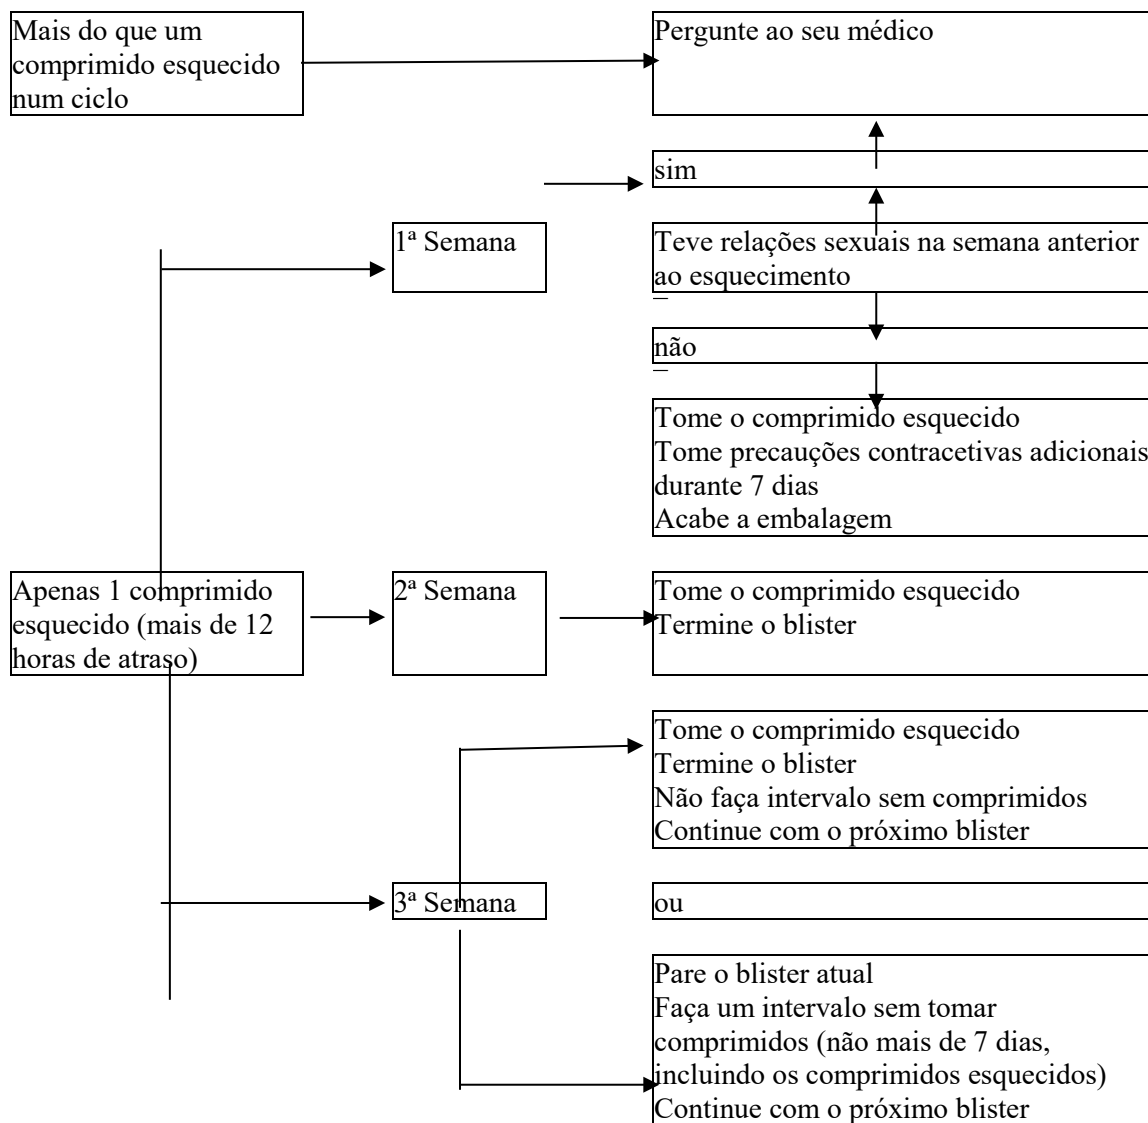 Mais do que um
comprimido esquecido
num ciclo
Pergunte ao seu médico
sim
1ª Semana
Teve relações sexuais na semana anterior
ao esquecimento
não
Tome o comprimido esquecido
Tome precauções contracetivas adicionais
durante 7 dias
Acabe a embalagem
Apenas 1 comprimido
esquecido (mais de 12
horas de atraso)
2ª Semana
Tome o comprimido esquecido
Termine o blister
Tome o comprimido esquecido
Termine o blister
Não faça intervalo sem comprimidos
Continue com o próximo blister
3ª Semana
ou
Pare o blister atual
Faça um intervalo sem tomar
comprimidos (não mais de 7 dias,
incluindo os comprimidos esquecidos)
Continue com o próximo blister